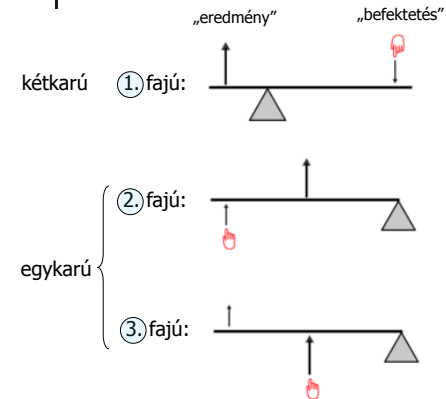 „eredmény” „befektetés”
kétkarú 1. fajú:
2. fajú:
egykarú
3. fajú: